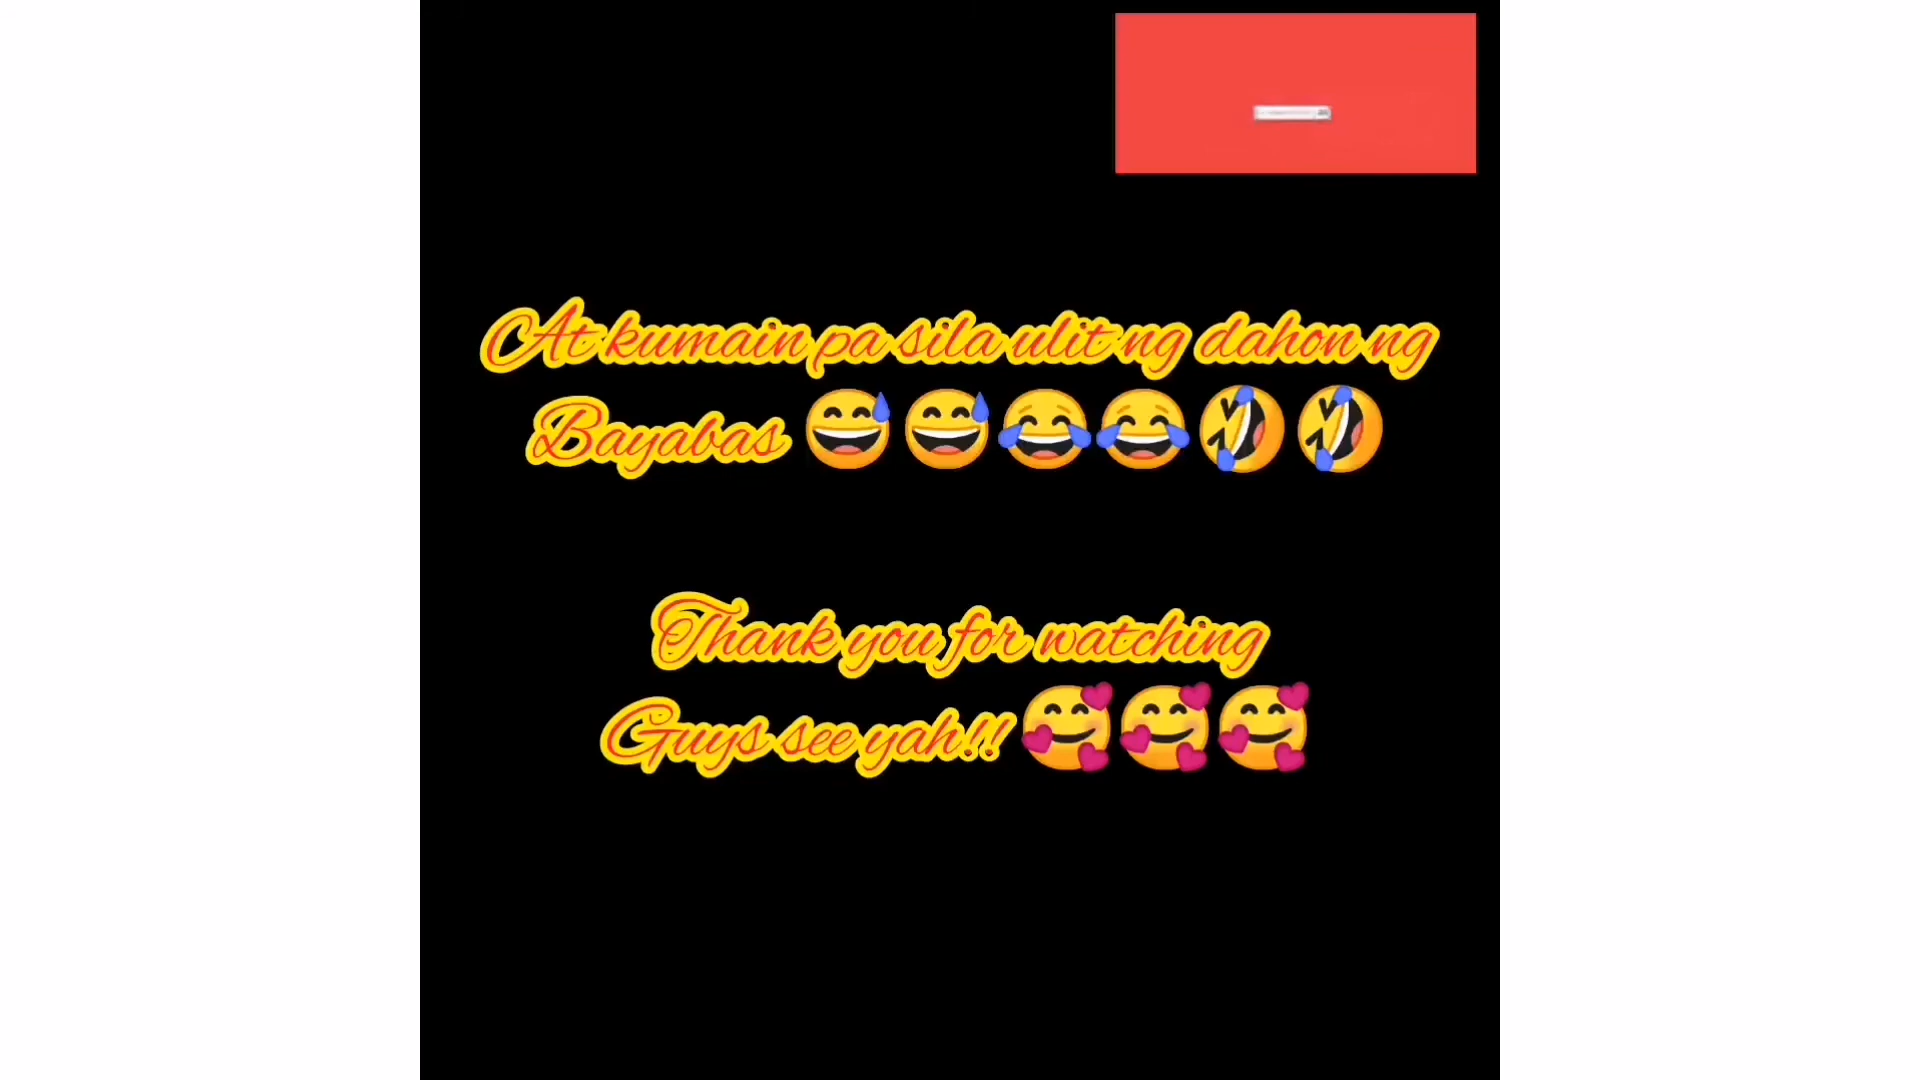 At kumain pa sila ulit ng dahon ng
Bayabas 😅😅😂😂🤣🤣
Thank you for watching
Guys see yah!! 🥰🥰🥰